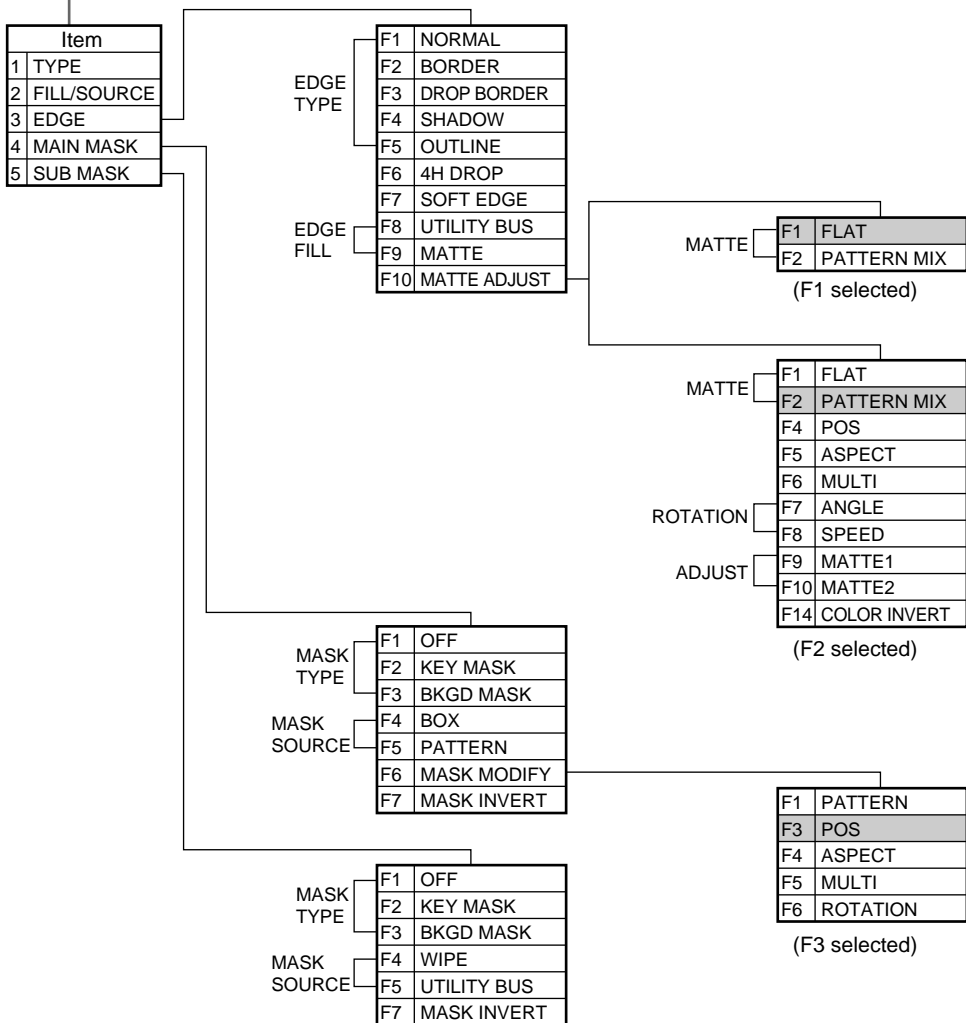 Item
1 TYPE
2 FILL/SOURCE
3 EDGE
4 MAIN MASK
5 SUB MASK
EDGE
TYPE
F1 NORMAL
F2 BORDER
F3 DROP BORDER
F4 SHADOW
F5 OUTLINE
F6 4H DROP
F7 SOFT EDGE
EDGE
FILL
F8 UTILITY BUS
F9 MATTE
F10 MATTE ADJUST
MATTE
F1 FLAT
F2 PATTERN MIX
(F1 selected)
MATTE
F1 FLAT
F2 PATTERN MIX
F4 POS
F5 ASPECT
F6 MULTI
ROTATION
F7 ANGLE
F8 SPEED
ADJUST
F9 MATTE1
F10 MATTE2
F14 COLOR INVERT
(F2 selected)
MASK
TYPE
F1 OFF
F2 KEY MASK
F3 BKGD MASK
MASK
SOURCE
F4 BOX
F5 PATTERN
F6 MASK MODIFY
F7 MASK INVERT
F1 PATTERN
F3 POS
F4 ASPECT
F5 MULTI
F6 ROTATION
(F3 selected)
MASK
TYPE
F1 OFF
F2 KEY MASK
F3 BKGD MASK
MASK
SOURCE
F4 WIPE
F5 UTILITY BUS
F7 MASK INVERT